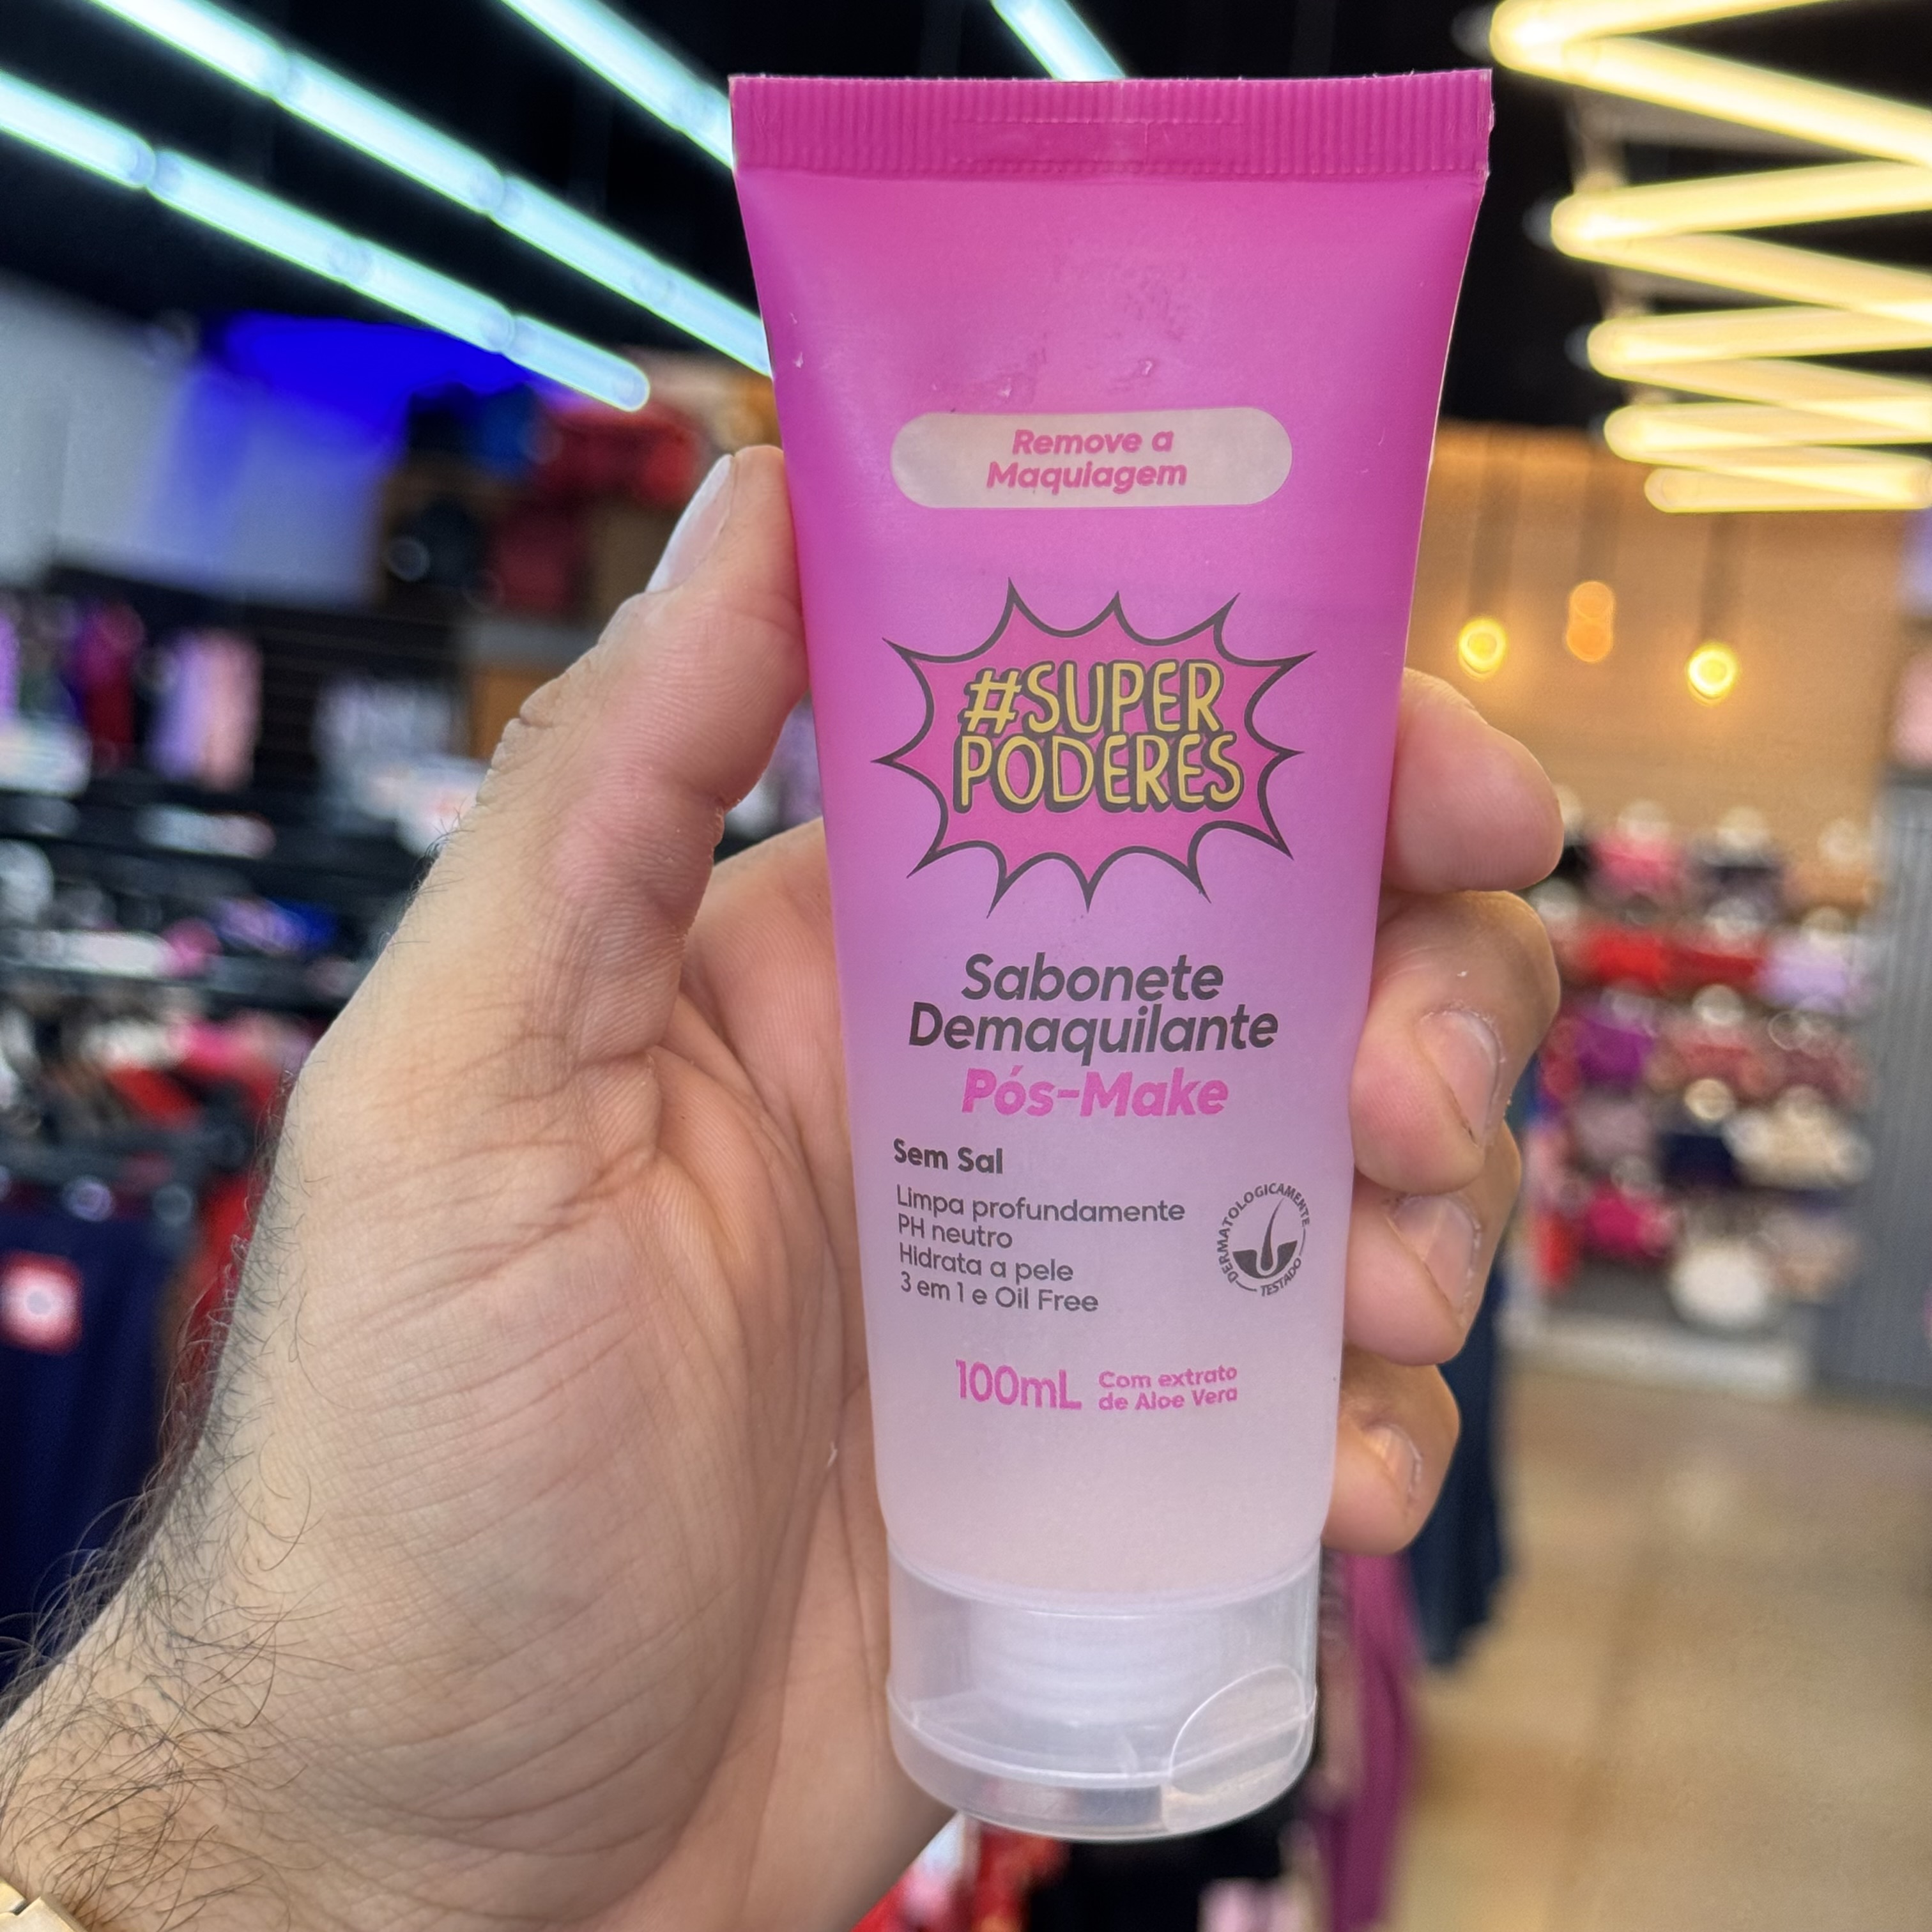 Remove a
Maquiagem
#SUPER
PODERES
Sabonete
Demaquilante
Pós-Make
Sem Sal
Limpa profundamente
PH neutro
Hidrata a pele
3 em 1 e Oil Free
DERMATOLOGICAMENTE
TESTADO
100mL
Com extrato
de Aloe Vera